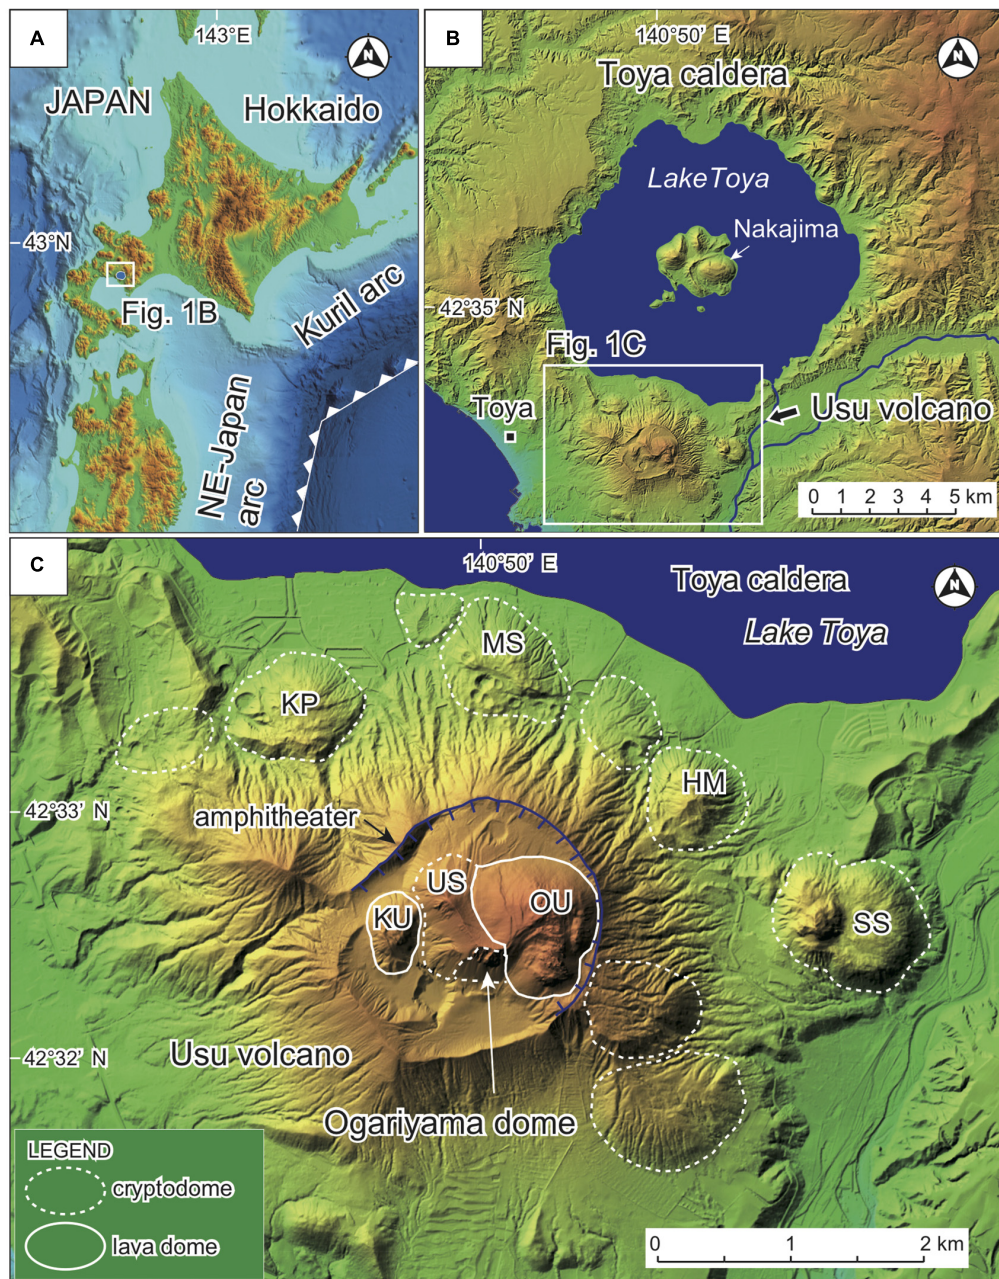 A
143°E
N
JAPAN
Hokkaido
43°N
Fig. 1B
Kuril arc
NE-Japan
arc
B
140°50’ E
N
Toya caldera
Lake Toya
Nakajima
42°35’ N
Fig. 1C
Toya
Usu volcano
0 1 2 3 4 5 km
C
140°50’ E
N
Toya caldera
Lake Toya
MS
KP
HM
42°33’ N
amphitheater
US
OU
KU
SS
42°32’ N
Usu volcano
Ogariyama dome
LEGEND
cryptodome
lava dome
0 1 2 km